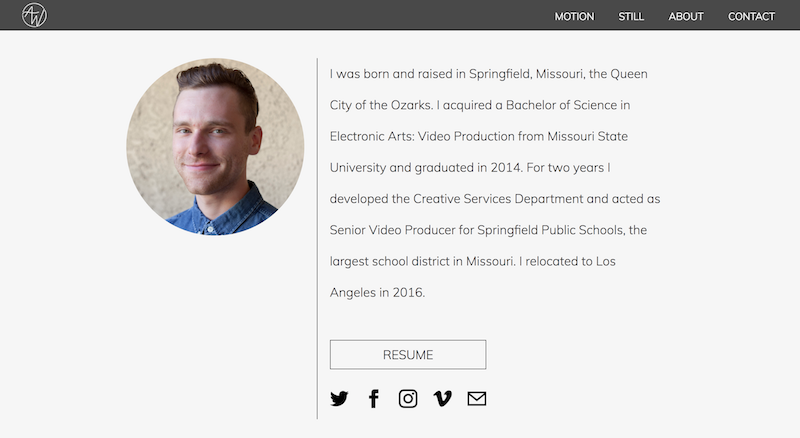 AW
MOTION STILL ABOUT CONTACT
I was born and raised in Springfield, Missouri, the Queen
City of the Ozarks. I acquired a Bachelor of Science in
Electronic Arts: Video Production from Missouri State
University and graduated in 2014. For two years I
developed the Creative Services Department and acted as
Senior Video Producer for Springfield Public Schools, the
largest school district in Missouri. I relocated to Los
Angeles in 2016.
RESUME